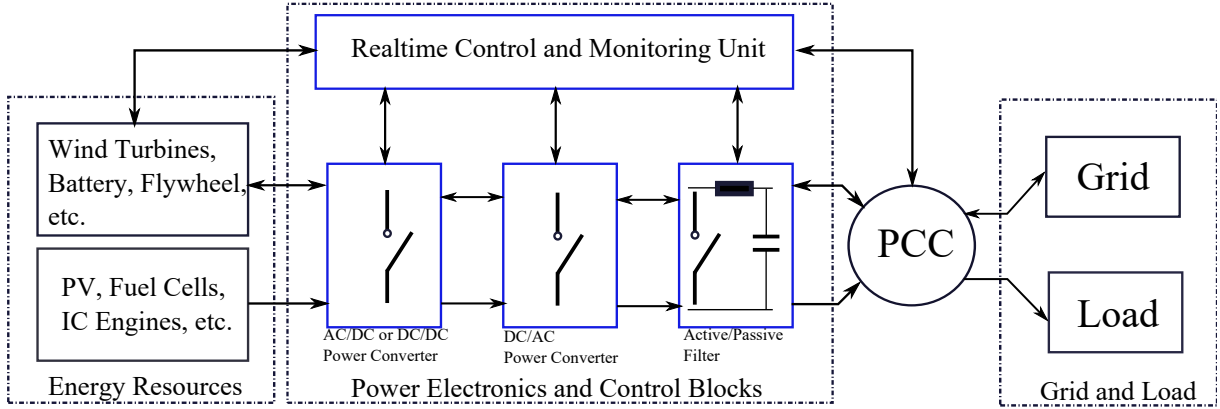 Realtime Control and Monitoring Unit
Wind Turbines,
Battery, Flywheel,
etc.
PV, Fuel Cells,
IC Engines, etc.
Energy Resources
AC/DC or DC/DC
Power Converter
DC/AC
Power Converter
Active/Passive
Filter
Power Electronics and Control Blocks
PCC
Grid
Load
Grid and Load